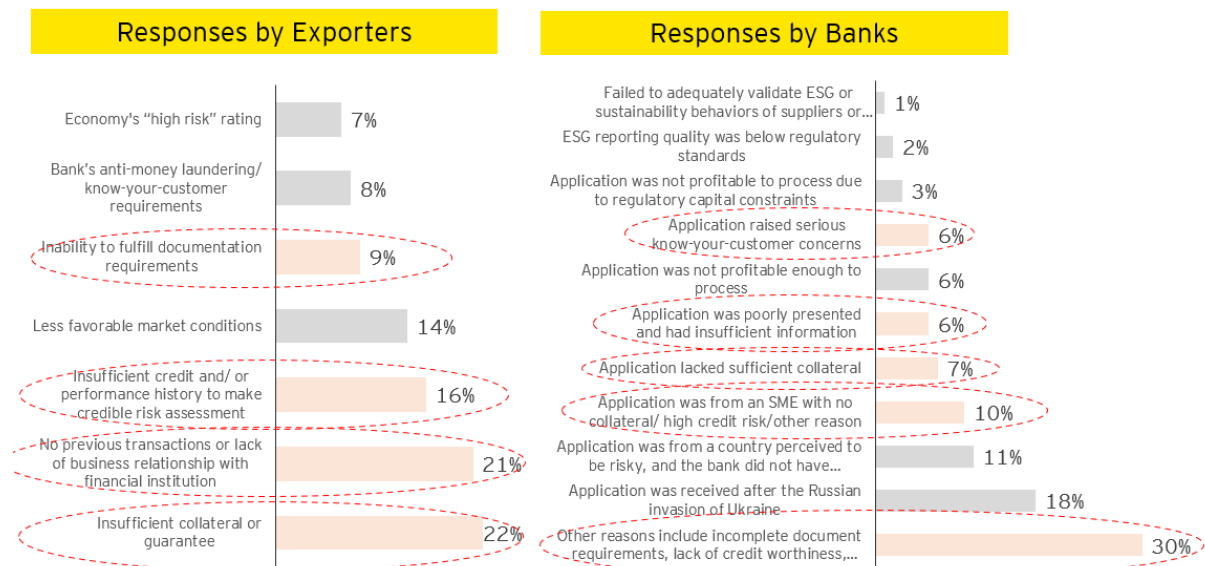 Responses by Exporters
Economy's “high risk” rating
7%
Bank's anti-money laundering/
know-your-customer
requirements
8%
Inability to fulfill documentation
requirements
9%
Less favorable market conditions
14%
Insufficient credit and/ or
performance history to make
credible risk assessment
16%
No previous transactions or lack
of business relationship with
financial institution
21%
Insufficient collateral or
guarantee
22%
Responses by Banks
Failed to adequately validate ESG or
sustainability behaviors of suppliers or...
1%
ESG reporting quality was below regulatory
standards
2%
Application was not profitable to process due
to regulatory capital constraints
3%
Application raised serious
know-your-customer concerns
6%
Application was not profitable enough to
process
6%
Application was poorly presented
and had insufficient information
6%
Application lacked sufficient collateral
7%
Application was from an SME with no
collateral/ high credit risk/other reason
10%
Application was from a country perceived to
be risky, and the bank did not have...
11%
Application was received after the Russian
invasion of Ukraine
18%
Other reasons include incomplete document
requirements, lack of credit worthiness,...
30%